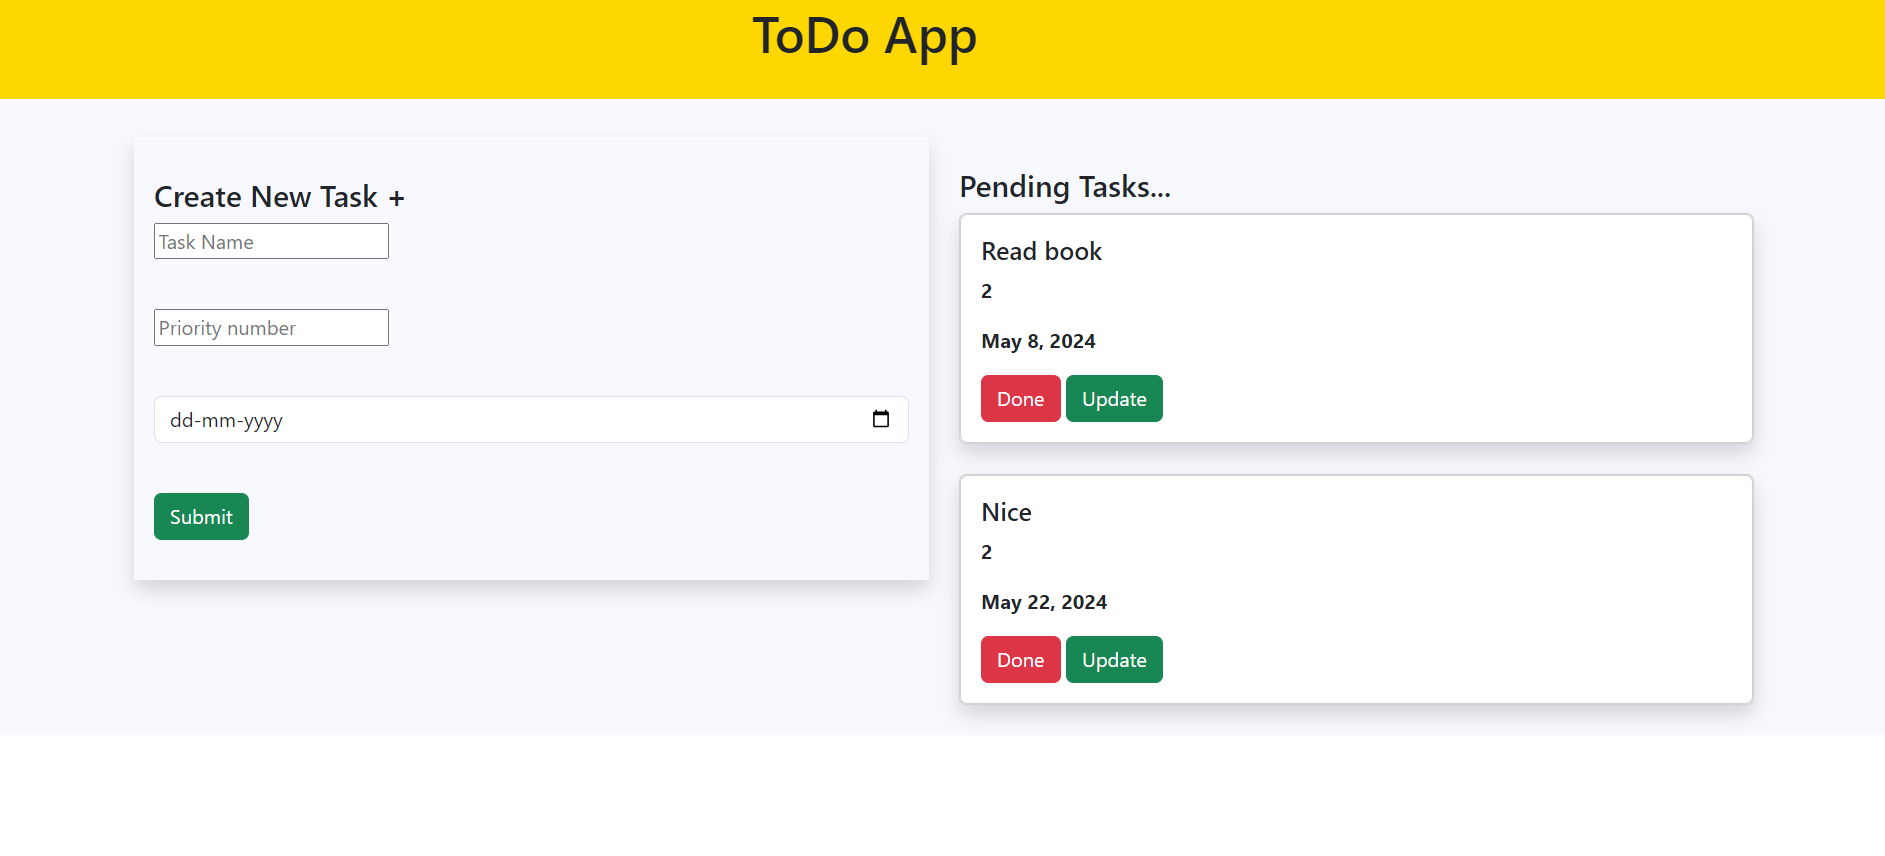 ToDo App
Create New Task +
Task Name
Priority number
dd-mm-yyyy
Submit
Pending Tasks...
Read book
2
May 8, 2024
Done Update
Nice
2
May 22, 2024
Done Update